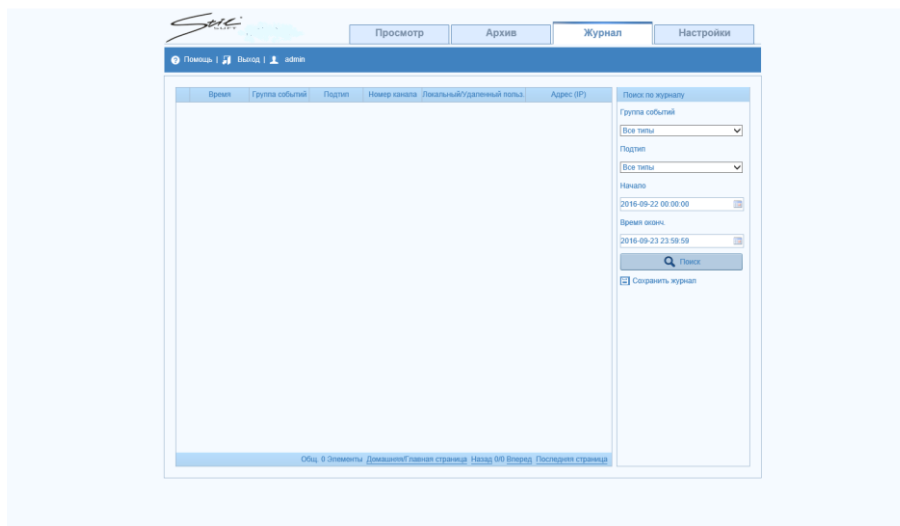 Stilsoft
Просмотр
Архив
Журнал
Настройки
Помощь | Выход | admin
Время Группа событий Подтип Номер канала Локальный/Удаленный польз. Адрес (IP)
Поиск по журналу
Группа событий
Все типы
Подтип
Все типы
Начало
2016-09-22 00:00:00
Время оконч.
2016-09-23 23:59:59
Поиск
Сохранить журнал
Общ. 0 Элементы Домашняя/Главная страница Назад 0/0 Вперед Последняя страница